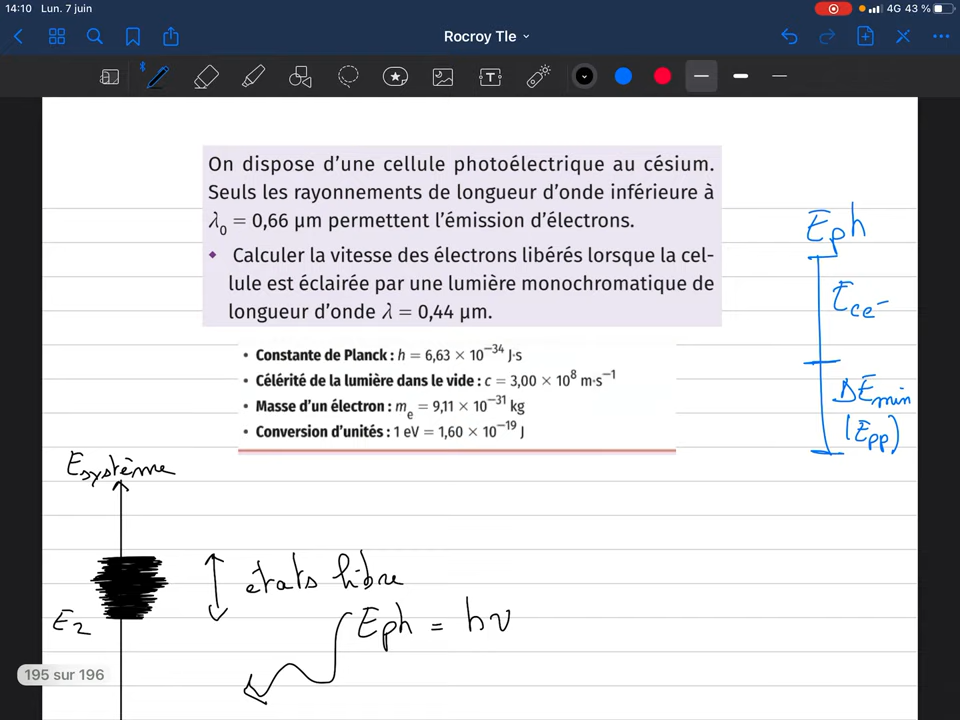 14:10 Lun. 7 juin
4G 43 %
Rocroy Tle
On dispose d'une cellule photoélectrique au césium.
Seuls les rayonnements de longueur d'onde inférieure à
λ₀ = 0,66 µm permettent l'émission d'électrons.
Calculer la vitesse des électrons libérés lorsque la cel-
lule est éclairée par une lumière monochromatique de
longueur d'onde λ = 0,44 µm.
• Constante de Planck : h = 6,63 × 10⁻³⁴ J·s
• Célérité de la lumière dans le vide : c = 3,00 × 10⁸ m·s⁻¹
• Masse d'un électron : mₑ = 9,11 × 10⁻³¹ kg
• Conversion d'unités : 1 eV = 1,60 × 10⁻¹⁹ J
Eph
Ece-
ΔEmin
(Epp)
Esystème
états libre
E2
Eph = hν
195 sur 196